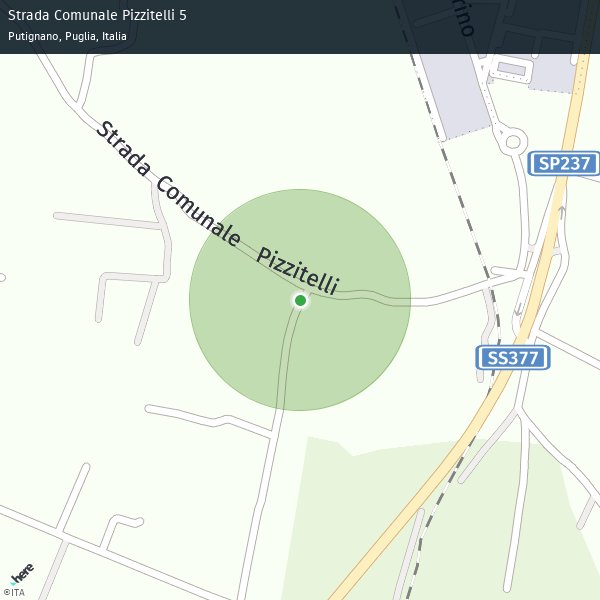 Strada Comunale Pizzitelli 5
Putignano, Puglia, Italia
Strada Comunale Pizzitelli
SP237
SS377
here
©ITA